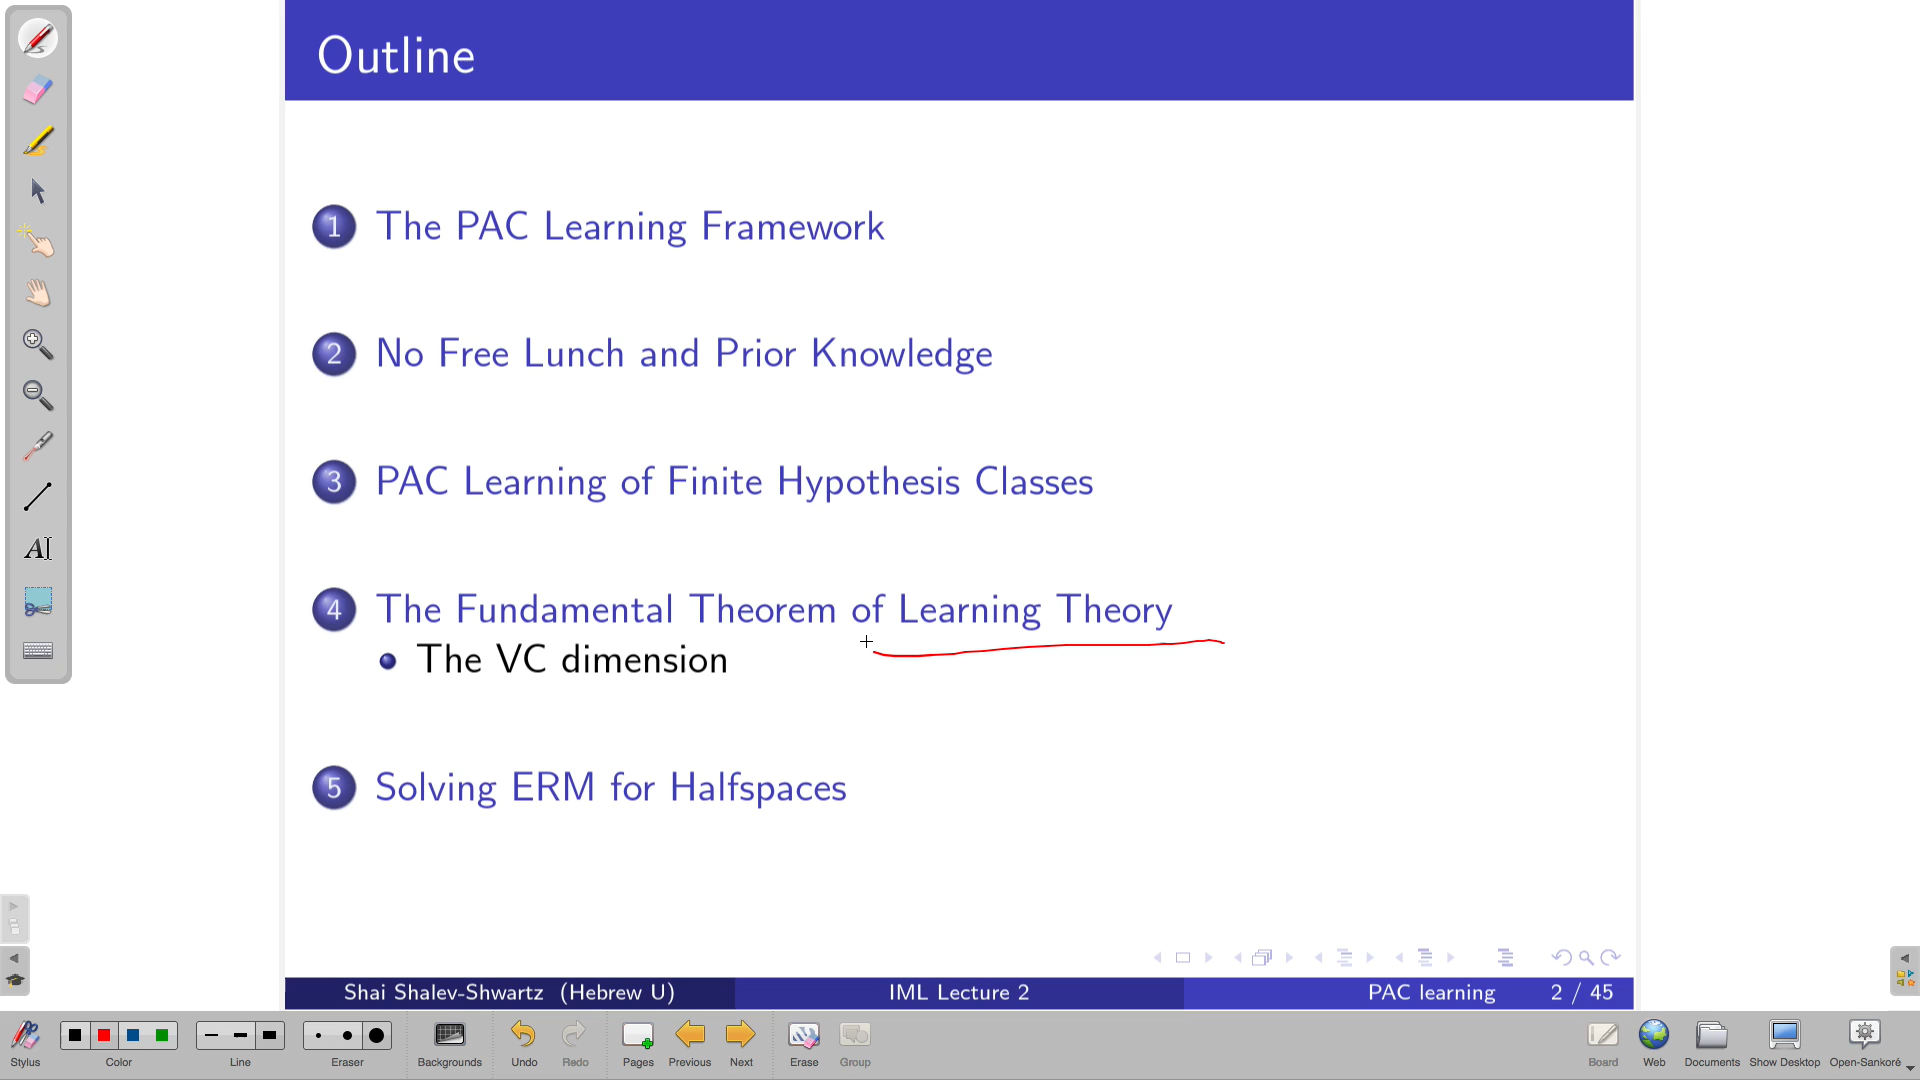 Outline
1 The PAC Learning Framework
2 No Free Lunch and Prior Knowledge
3 PAC Learning of Finite Hypothesis Classes
4 The Fundamental Theorem of Learning Theory
The VC dimension
5 Solving ERM for Halfspaces
Shai Shalev-Shwartz (Hebrew U) IML Lecture 2 PAC learning 2 / 45
Stylus Color Line Eraser Backgrounds Undo Redo Pages Previous Next Erase Group Board Web Documents Show Desktop Open-Sankoré